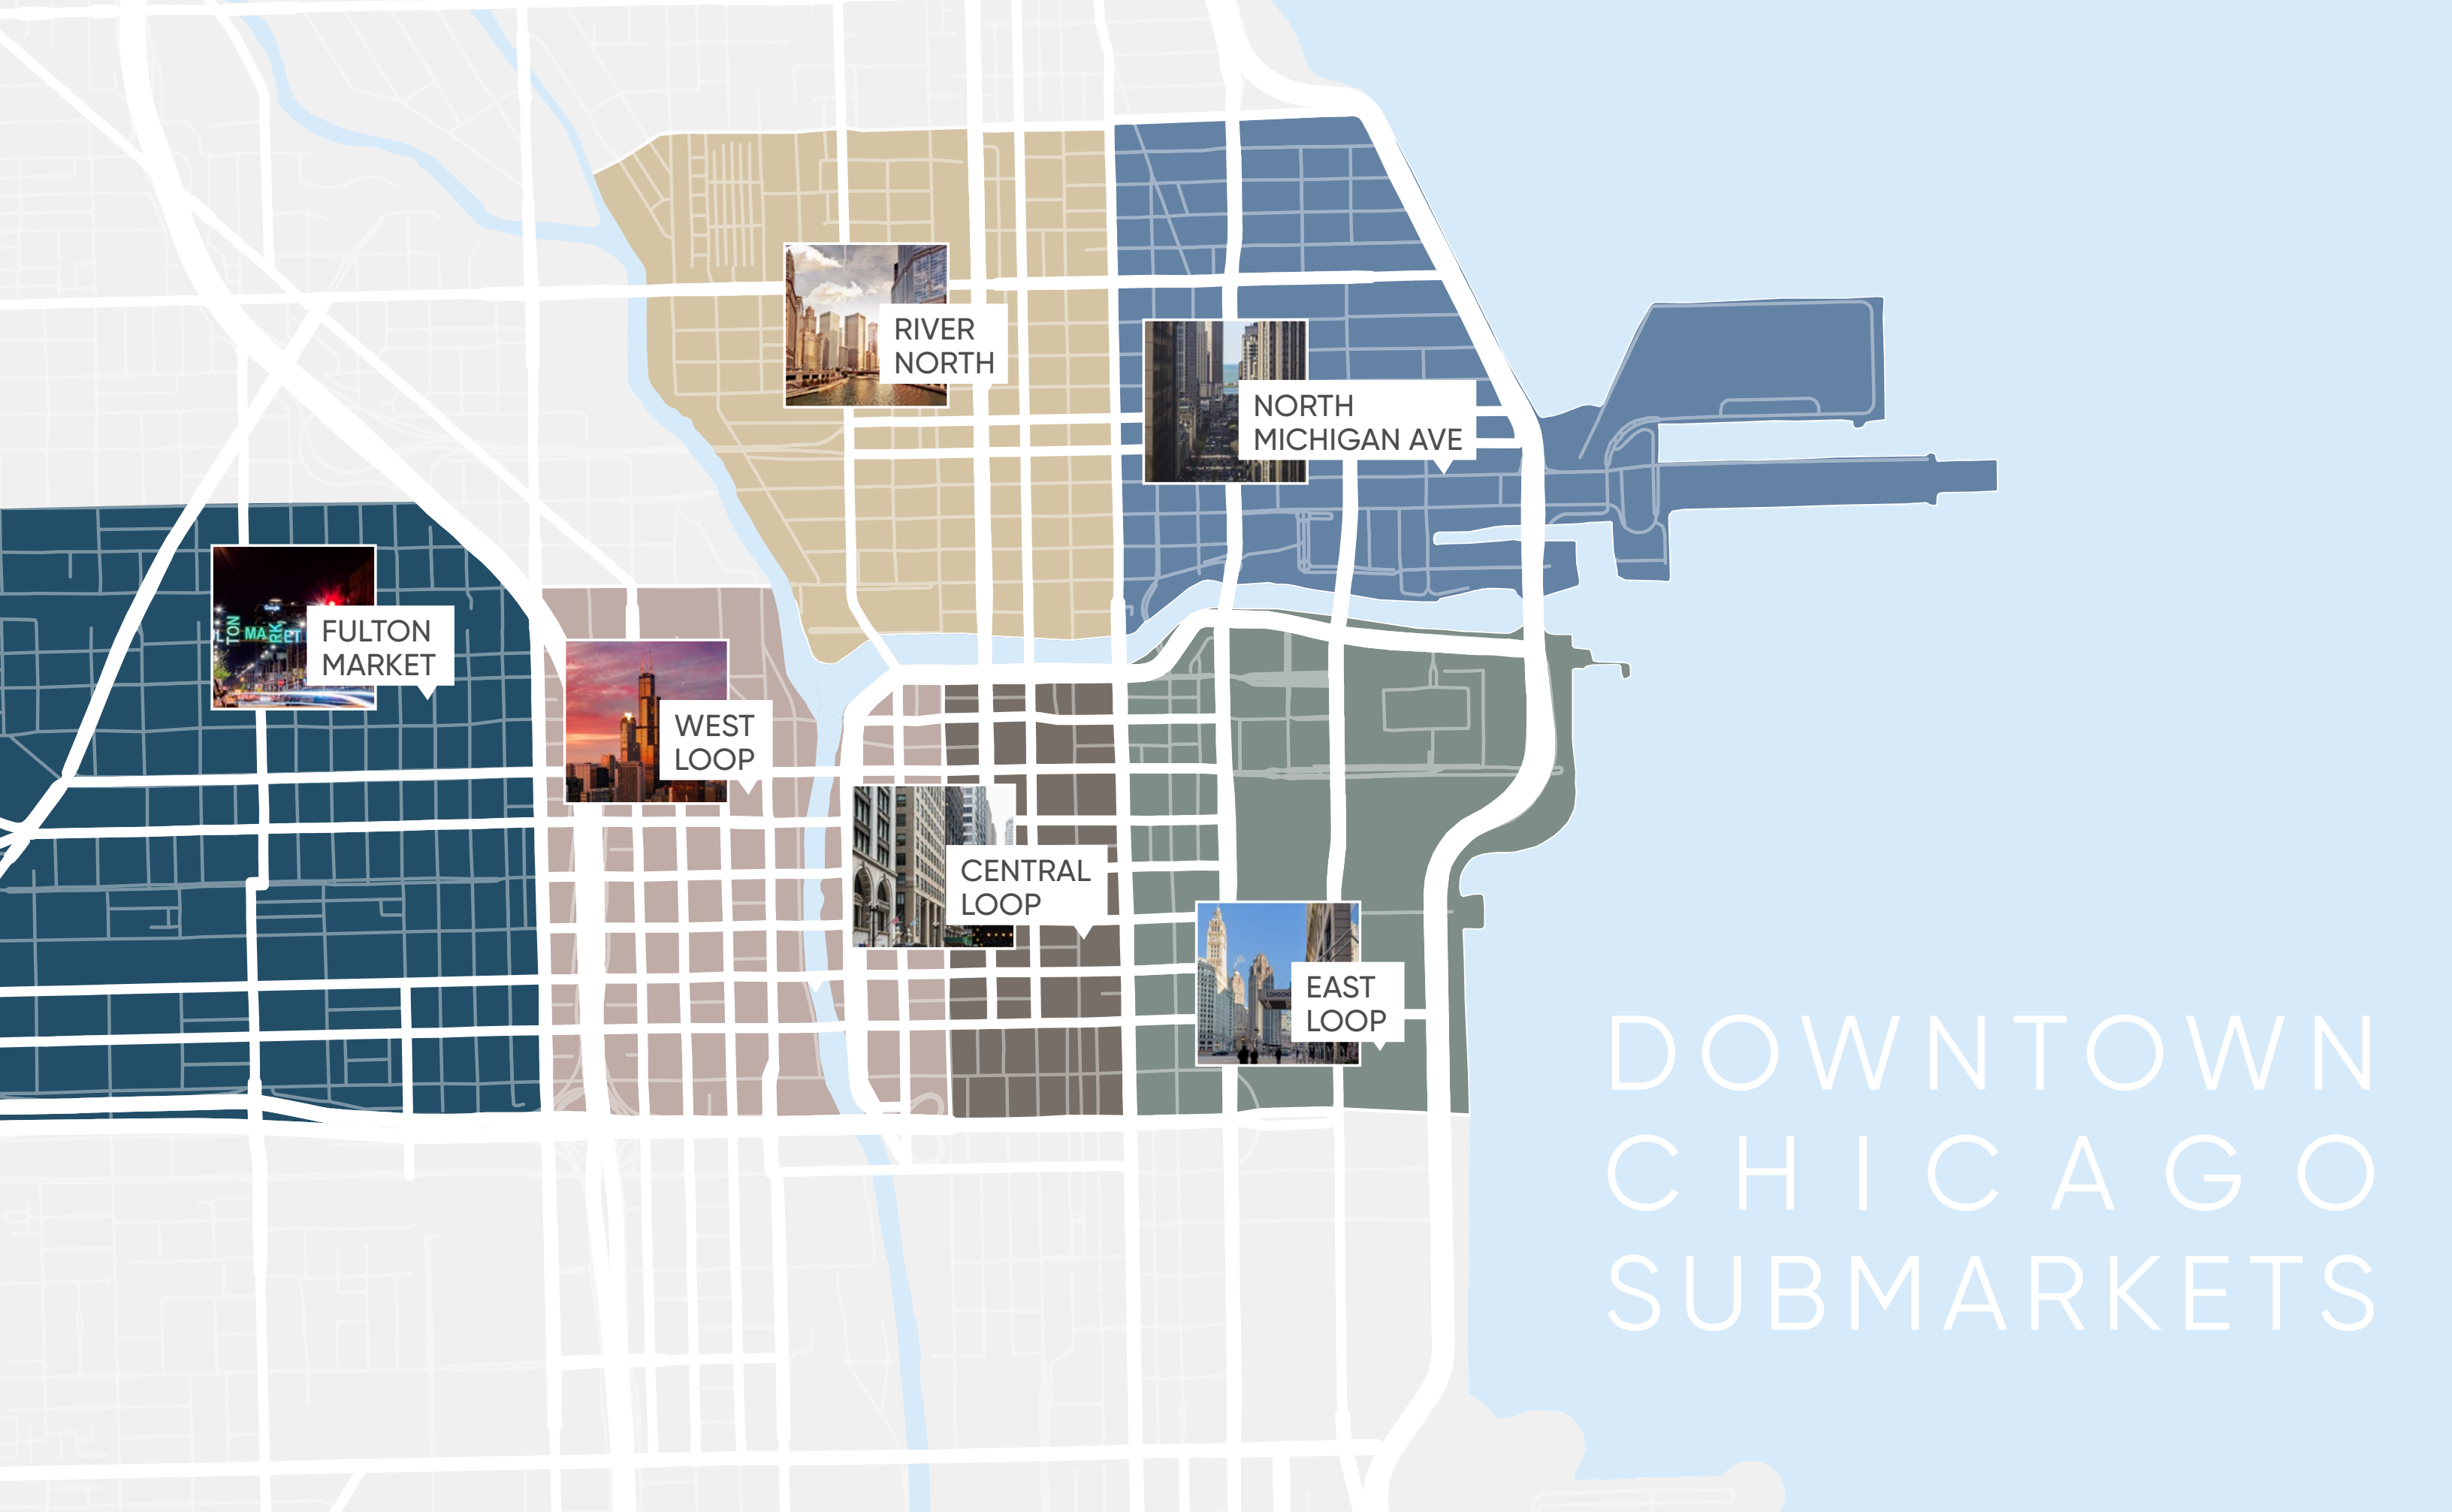 RIVER
NORTH
NORTH
MICHIGAN AVE
FULTON
MARKET
WEST
LOOP
CENTRAL
LOOP
EAST
LOOP
DOWNTOWN
CHICAGO
SUBMARKETS